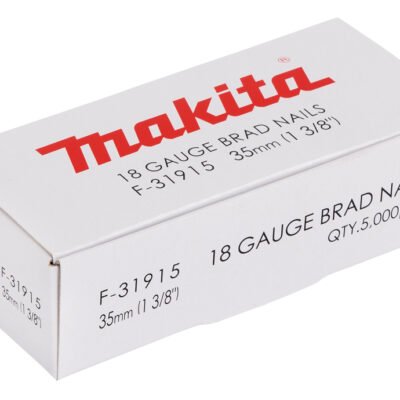 makita
18 GAUGE BRAD NAILS
F-31915 35mm (1 3/8")
F-31915 18 GAUGE BRAD NA
35mm (1 3/8") QTY.5,000
F-31915
35mm (1 3/8")